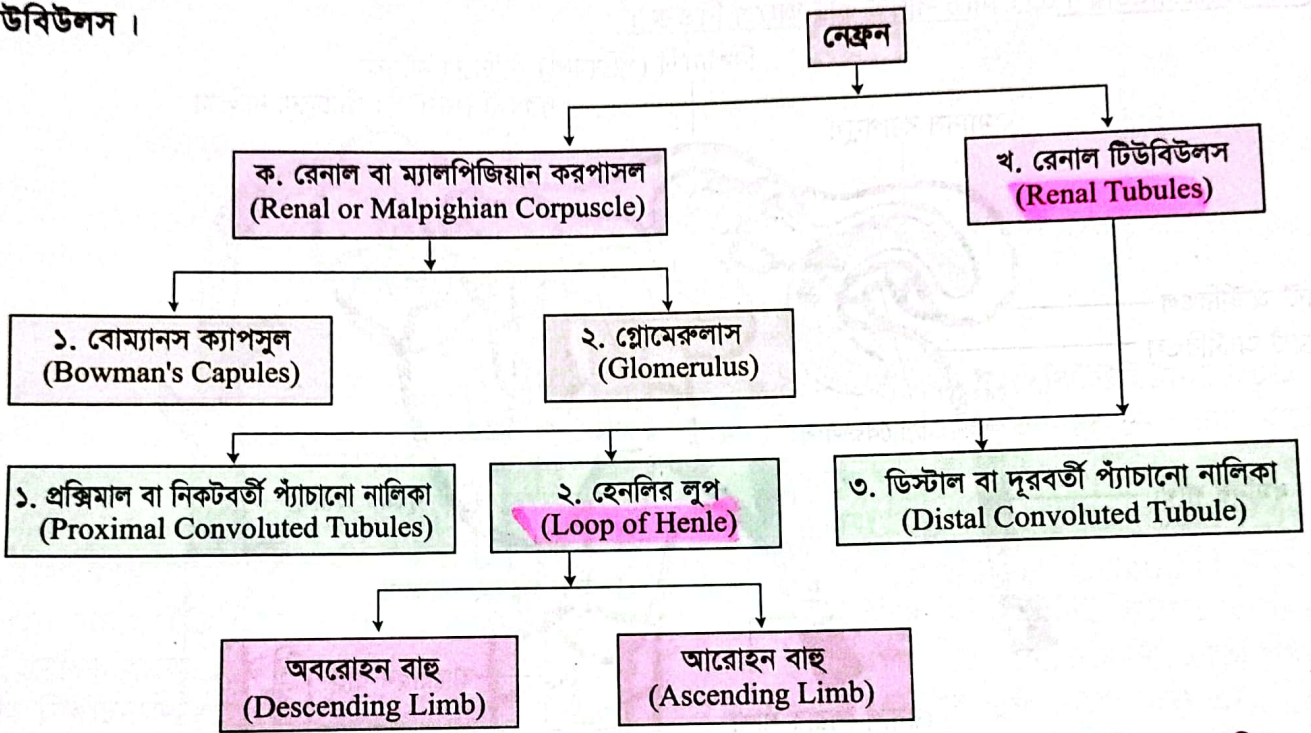 উবিউলস।
নেফ্রন
ক. রেনাল বা ম্যালপিজিয়ান করপাসল
(Renal or Malpighian Corpuscle)
খ. রেনাল টিউবিউলস
(Renal Tubules)
১. বোম্যানস ক্যাপসুল
(Bowman's Capules)
২. গ্লোমেরুলাস
(Glomerulus)
১. প্রক্সিমাল বা নিকটবর্তী প্যাঁচানো নালিকা
(Proximal Convoluted Tubules)
২. হেনলির লূপ
(Loop of Henle)
৩. ডিস্টাল বা দূরবর্তী প্যাঁচানো নালিকা
(Distal Convoluted Tubule)
অবরোহন বাহু
(Descending Limb)
আরোহন বাহু
(Ascending Limb)